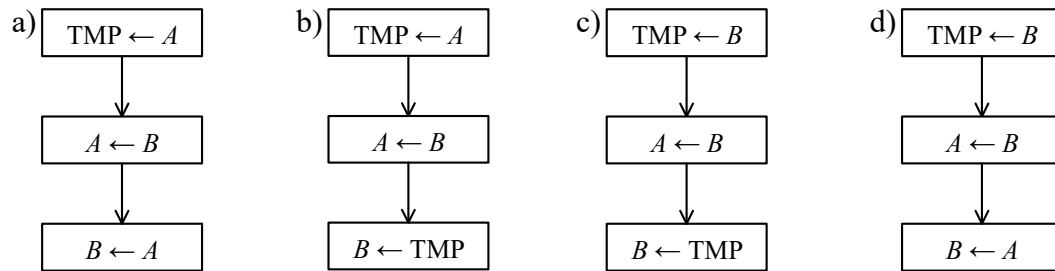 a) TMP ← A
A ← B
B ← A
b) TMP ← A
A ← B
B ← TMP
c) TMP ← B
A ← B
B ← TMP
d) TMP ← B
A ← B
B ← A